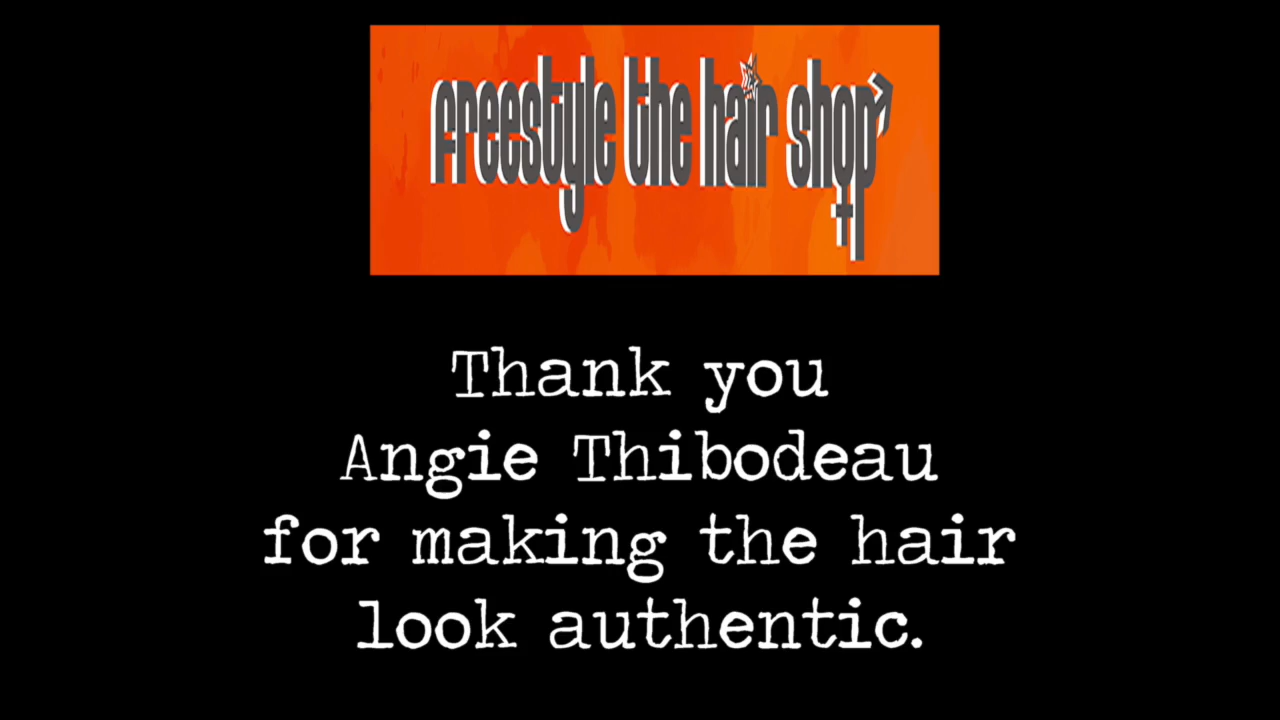 freestyle the hair shop
Thank you
Angie Thibodeau
for making the hair
look authentic.